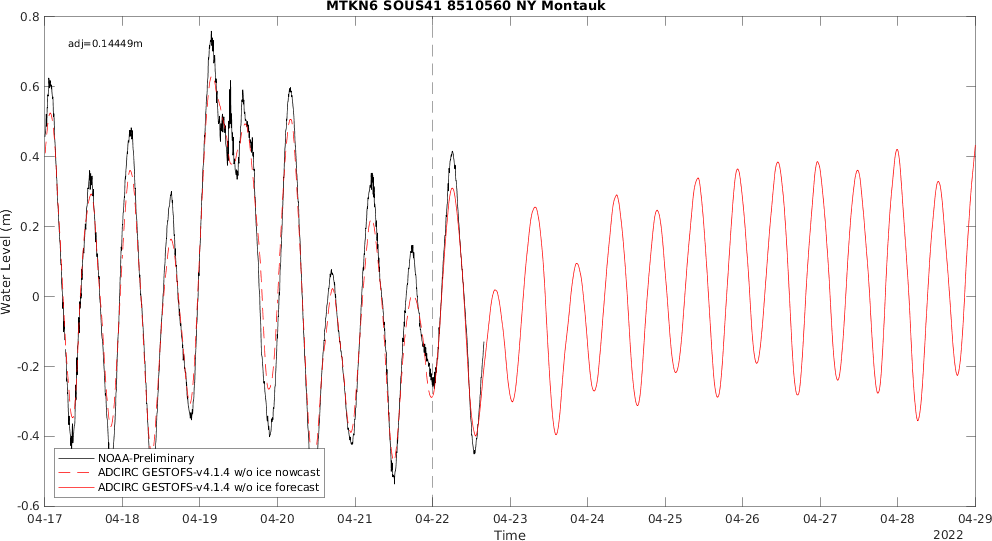 MTKN6 SOUS41 8510560 NY Montauk
adj=0.14449m
0.8
0.6
0.4
0.2
0
-0.2
-0.4
-0.6
Water Level (m)
NOAA-Preliminary
ADCIRC GESTOFS-v4.1.4 w/o ice nowcast
ADCIRC GESTOFS-v4.1.4 w/o ice forecast
04-17 04-18 04-19 04-20 04-21 04-22 04-23 04-24 04-25 04-26 04-27 04-28 04-29
Time
2022